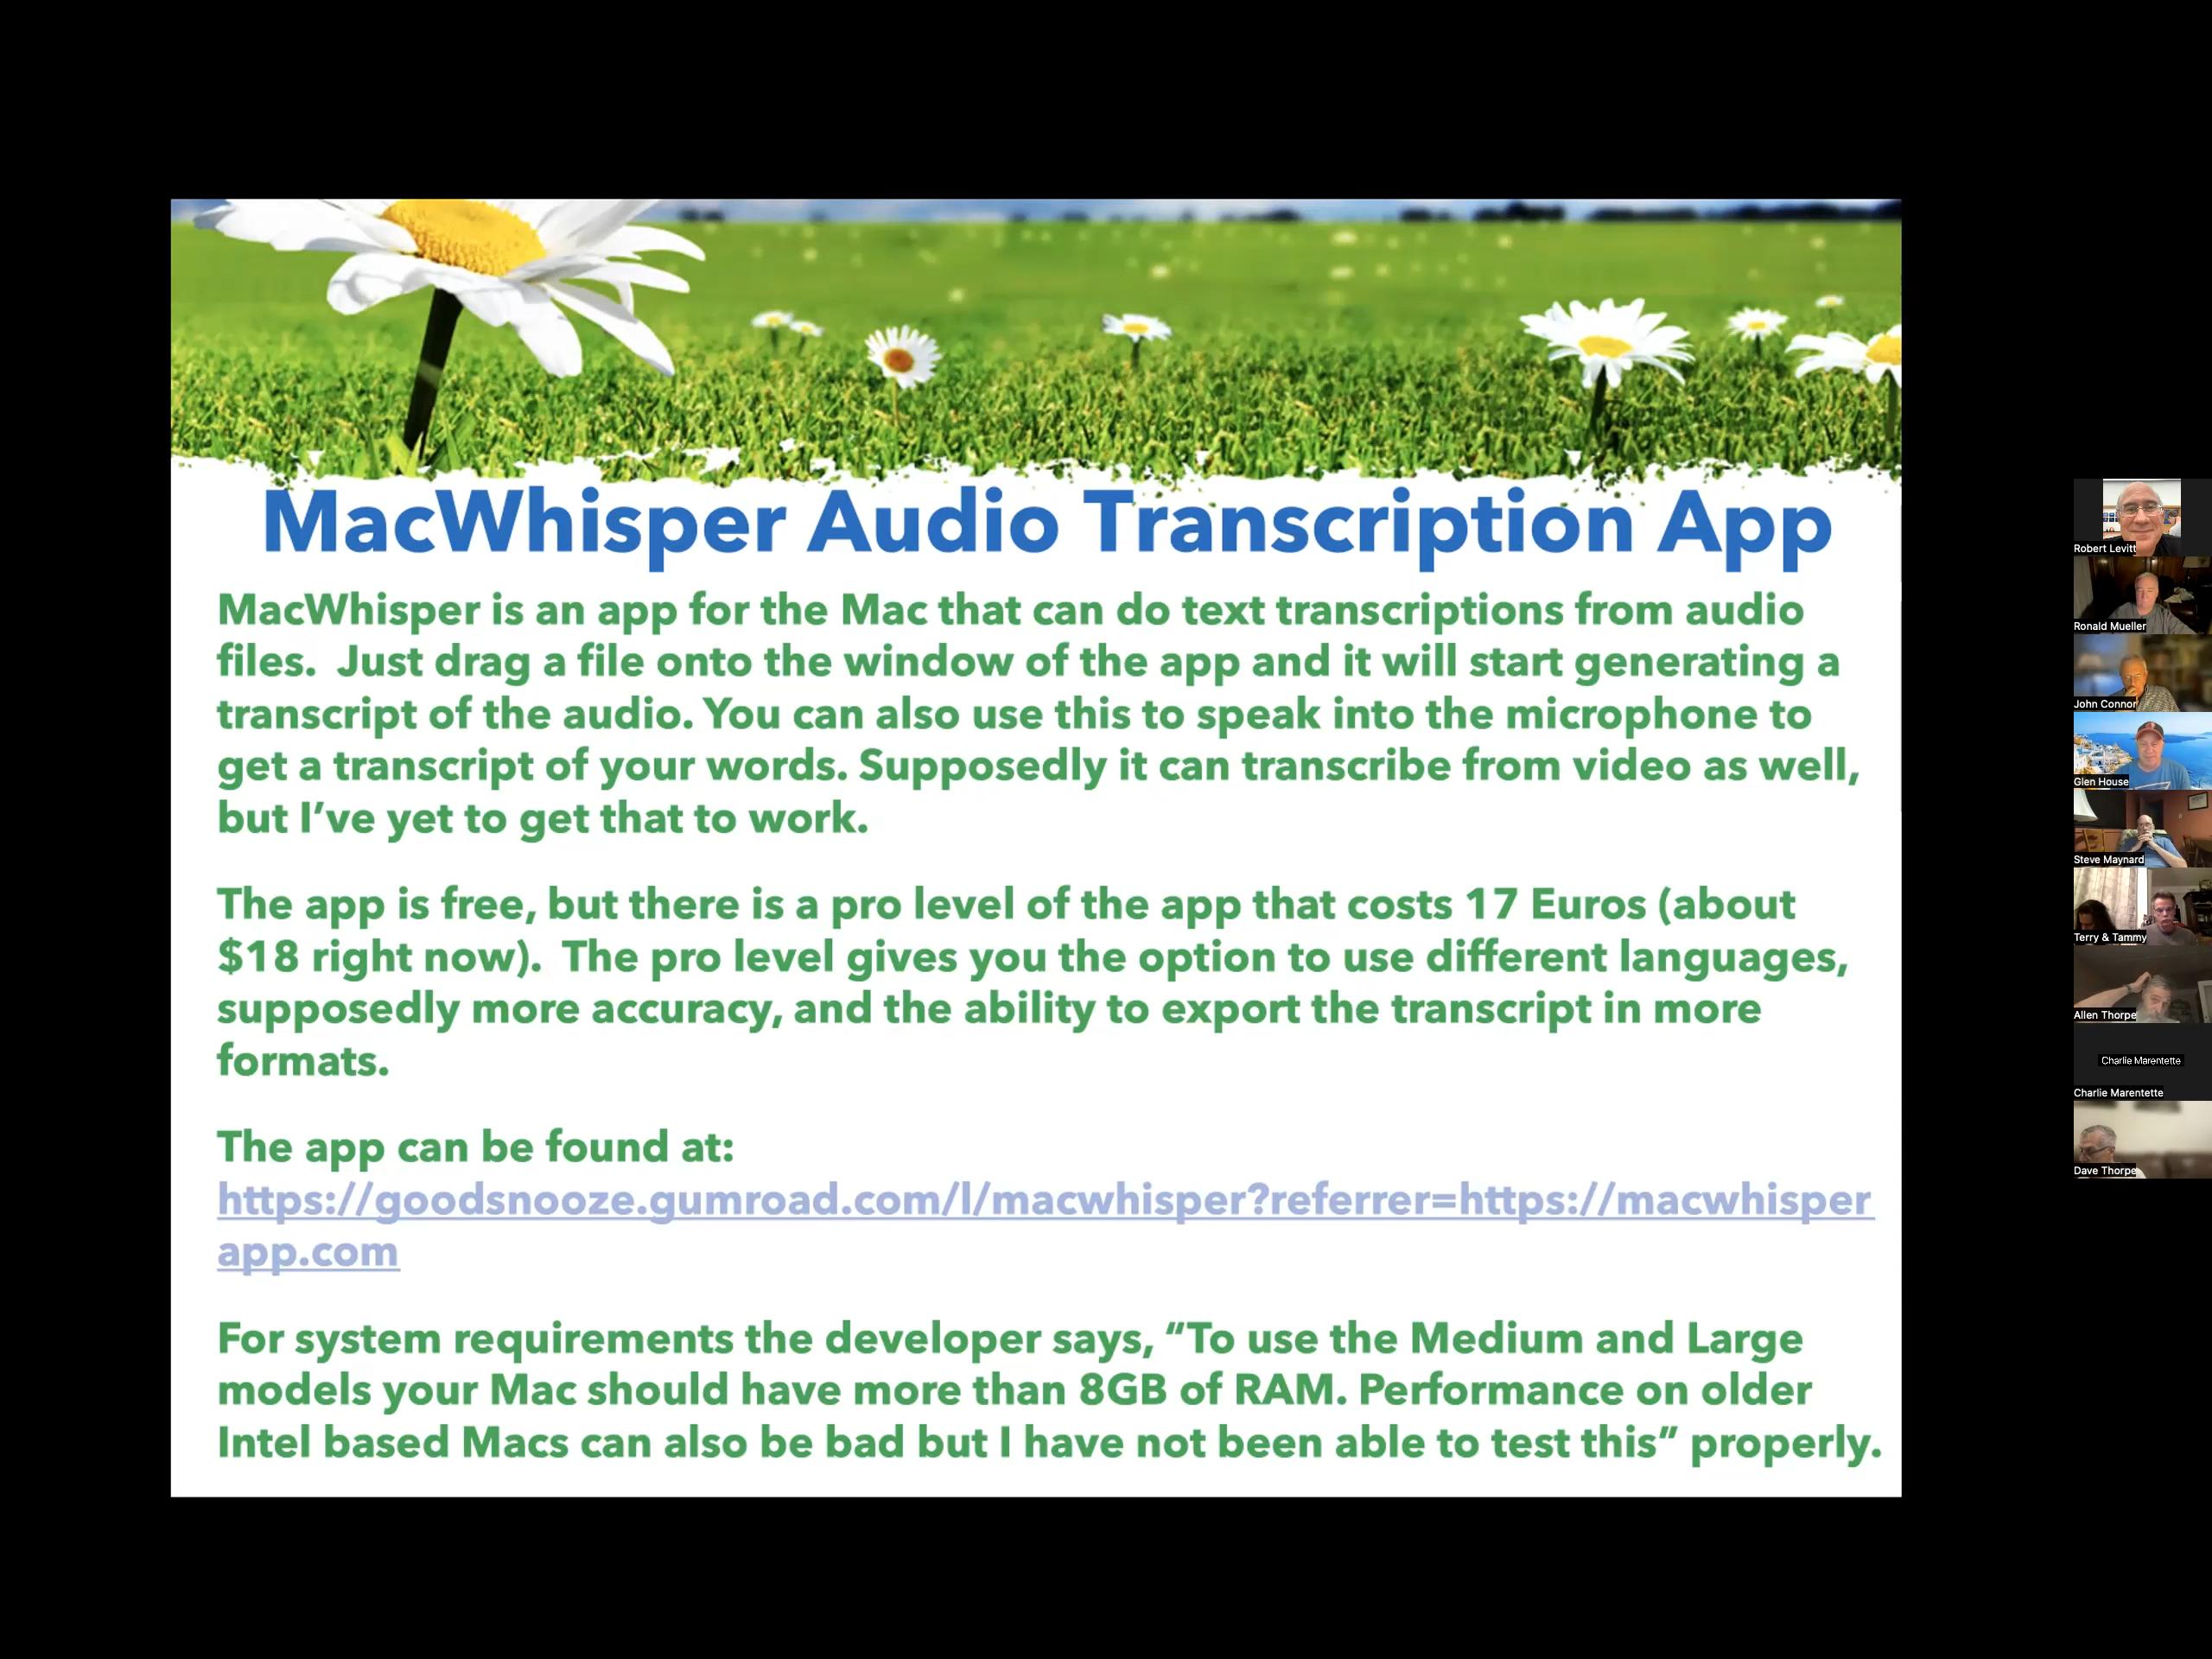 MacWhisper Audio Transcription App
MacWhisper is an app for the Mac that can do text transcriptions from audio
files.  Just drag a file onto the window of the app and it will start generating a
transcript of the audio. You can also use this to speak into the microphone to
get a transcript of your words. Supposedly it can transcribe from video as well,
but I’ve yet to get that to work.
The app is free, but there is a pro level of the app that costs 17 Euros (about
$18 right now).  The pro level gives you the option to use different languages,
supposedly more accuracy, and the ability to export the transcript in more
formats.
The app can be found at:
https://goodsnooze.gumroad.com/l/macwhisper?referrer=https://macwhisper
app.com
For system requirements the developer says, “To use the Medium and Large
models your Mac should have more than 8GB of RAM. Performance on older
Intel based Macs can also be bad but I have not been able to test this” properly.
Robert Levitt
Ronald Mueller
John Connor
Glen House
Steve Maynard
Terry & Tammy
Allen Thorpe
Charlie Marentette
Charlie Marentette
Dave Thorpe